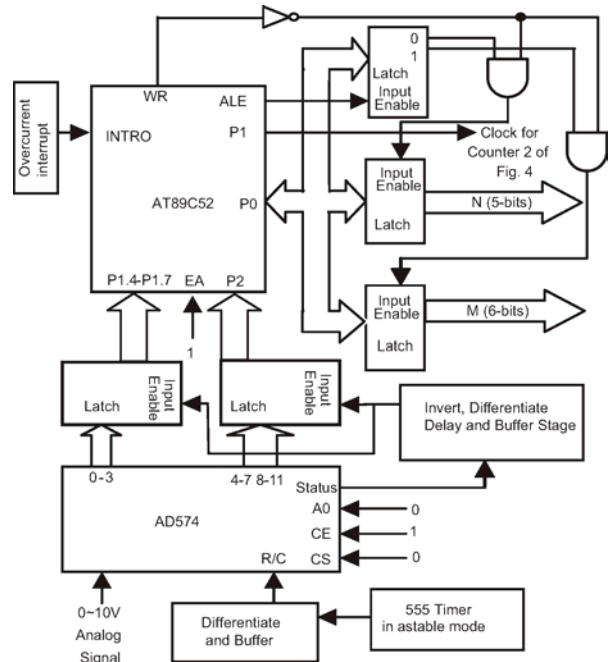 WR
ALE
P1
INTRO
AT89C52
P0
P1.4-P1.7
EA
P2
Overcurrent
interrupt
0
1
Latch
Input
Enable
Clock for
Counter 2 of
Fig. 4
Input
Enable
Latch
N (5-bits)
Input
Enable
Latch
M (6-bits)
1
Latch
Input
Enable
Latch
Input
Enable
Invert, Differentiate
Delay and Buffer Stage
0-3
4-7 8-11
Status
AD574
A0
CE
CS
R/C
0
1
0
0~10V
Analog
Signal
Differentiate
and Buffer
555 Timer
in astable mode